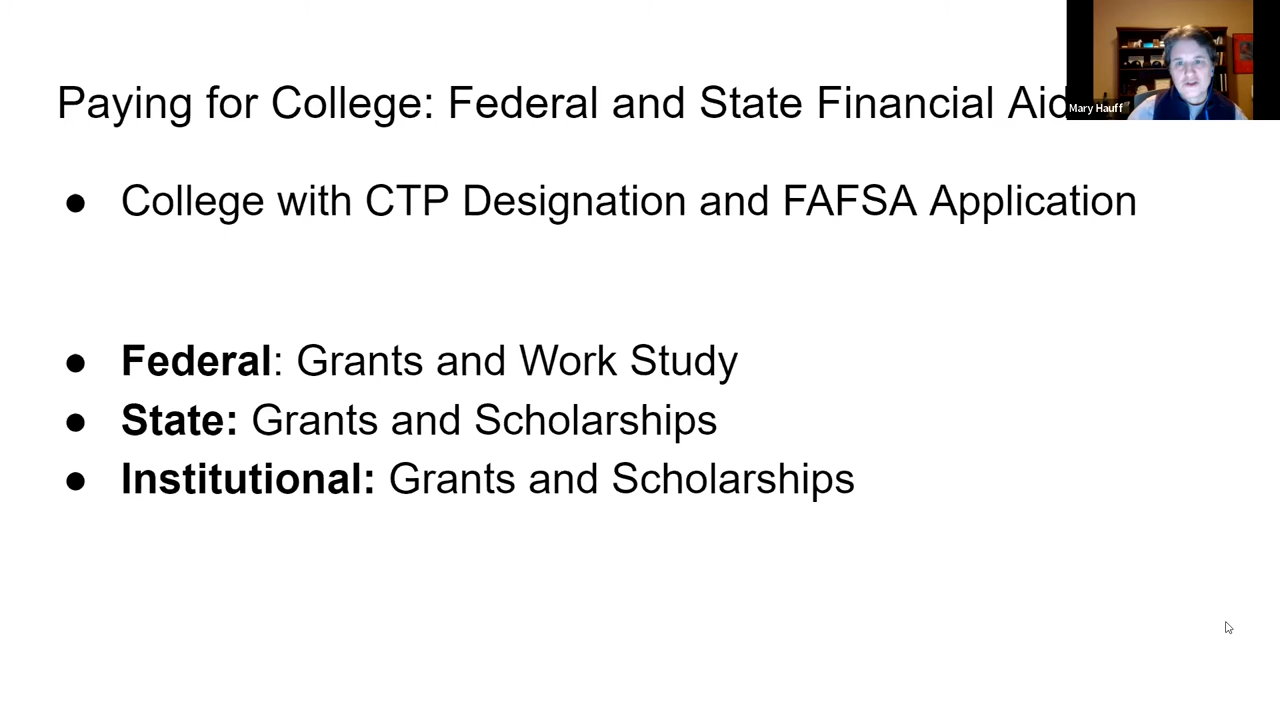 Paying for College: Federal and State Financial Aid
Mary Hauff
● College with CTP Designation and FAFSA Application
● Federal: Grants and Work Study
● State: Grants and Scholarships
● Institutional: Grants and Scholarships